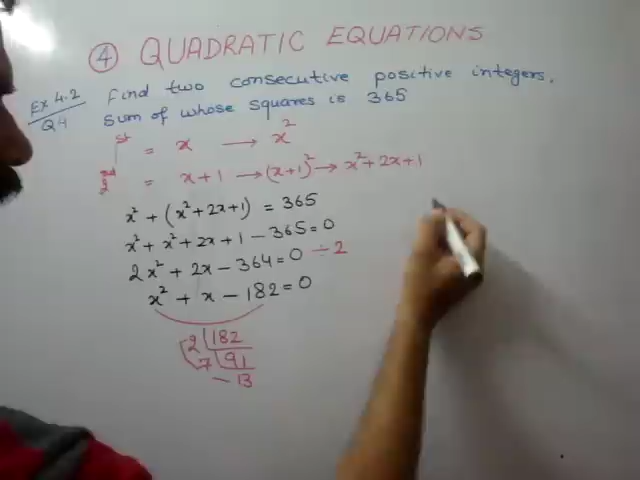 ④ QUADRATIC EQUATIONS
Ex 4.2 Find two consecutive positive integers,
Q4 sum of whose squares is 365
1st = x → x²
2nd = x + 1 → (x+1)² → x² + 2x + 1
x² + (x² + 2x + 1) = 365
x² + x² + 2x + 1 - 365 = 0
2x² + 2x - 364 = 0 ÷ 2
x² + x - 182 = 0
2 | 182
7 | 91
- 13